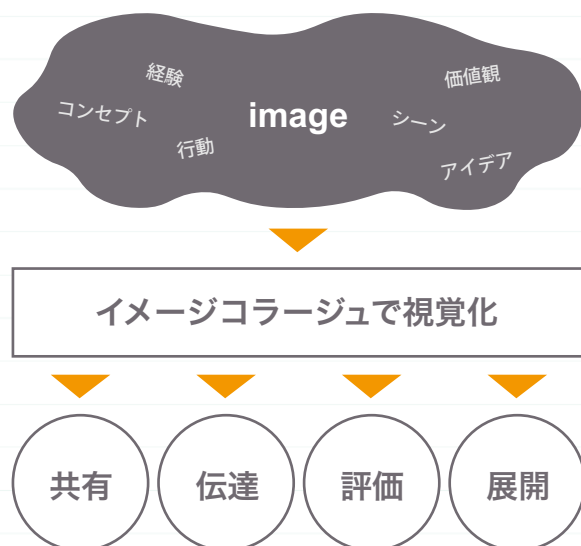 経験
価値観
コンセプト
image
シーン
行動
アイデア
イメージコラージュで視覚化
共有
伝達
評価
展開